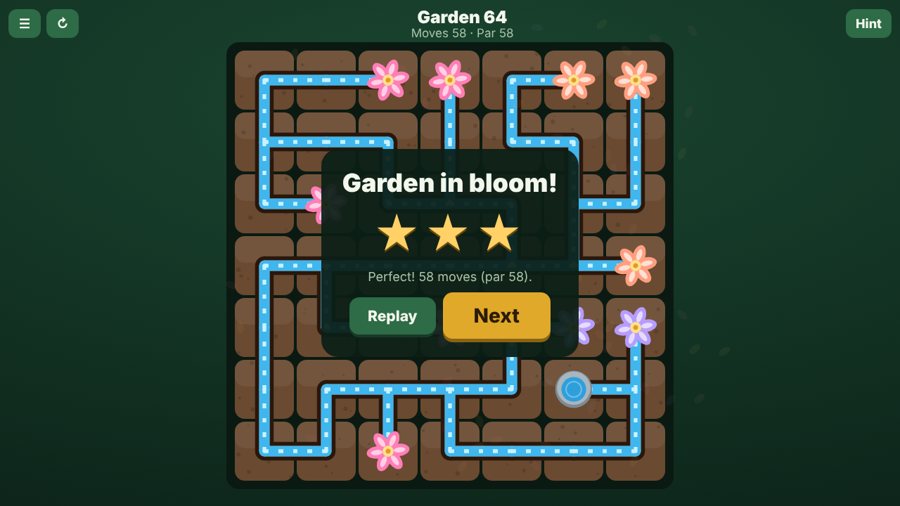 Garden 64
Moves 58 · Par 58
Hint
Garden in bloom!
Perfect! 58 moves (par 58).
Replay
Next